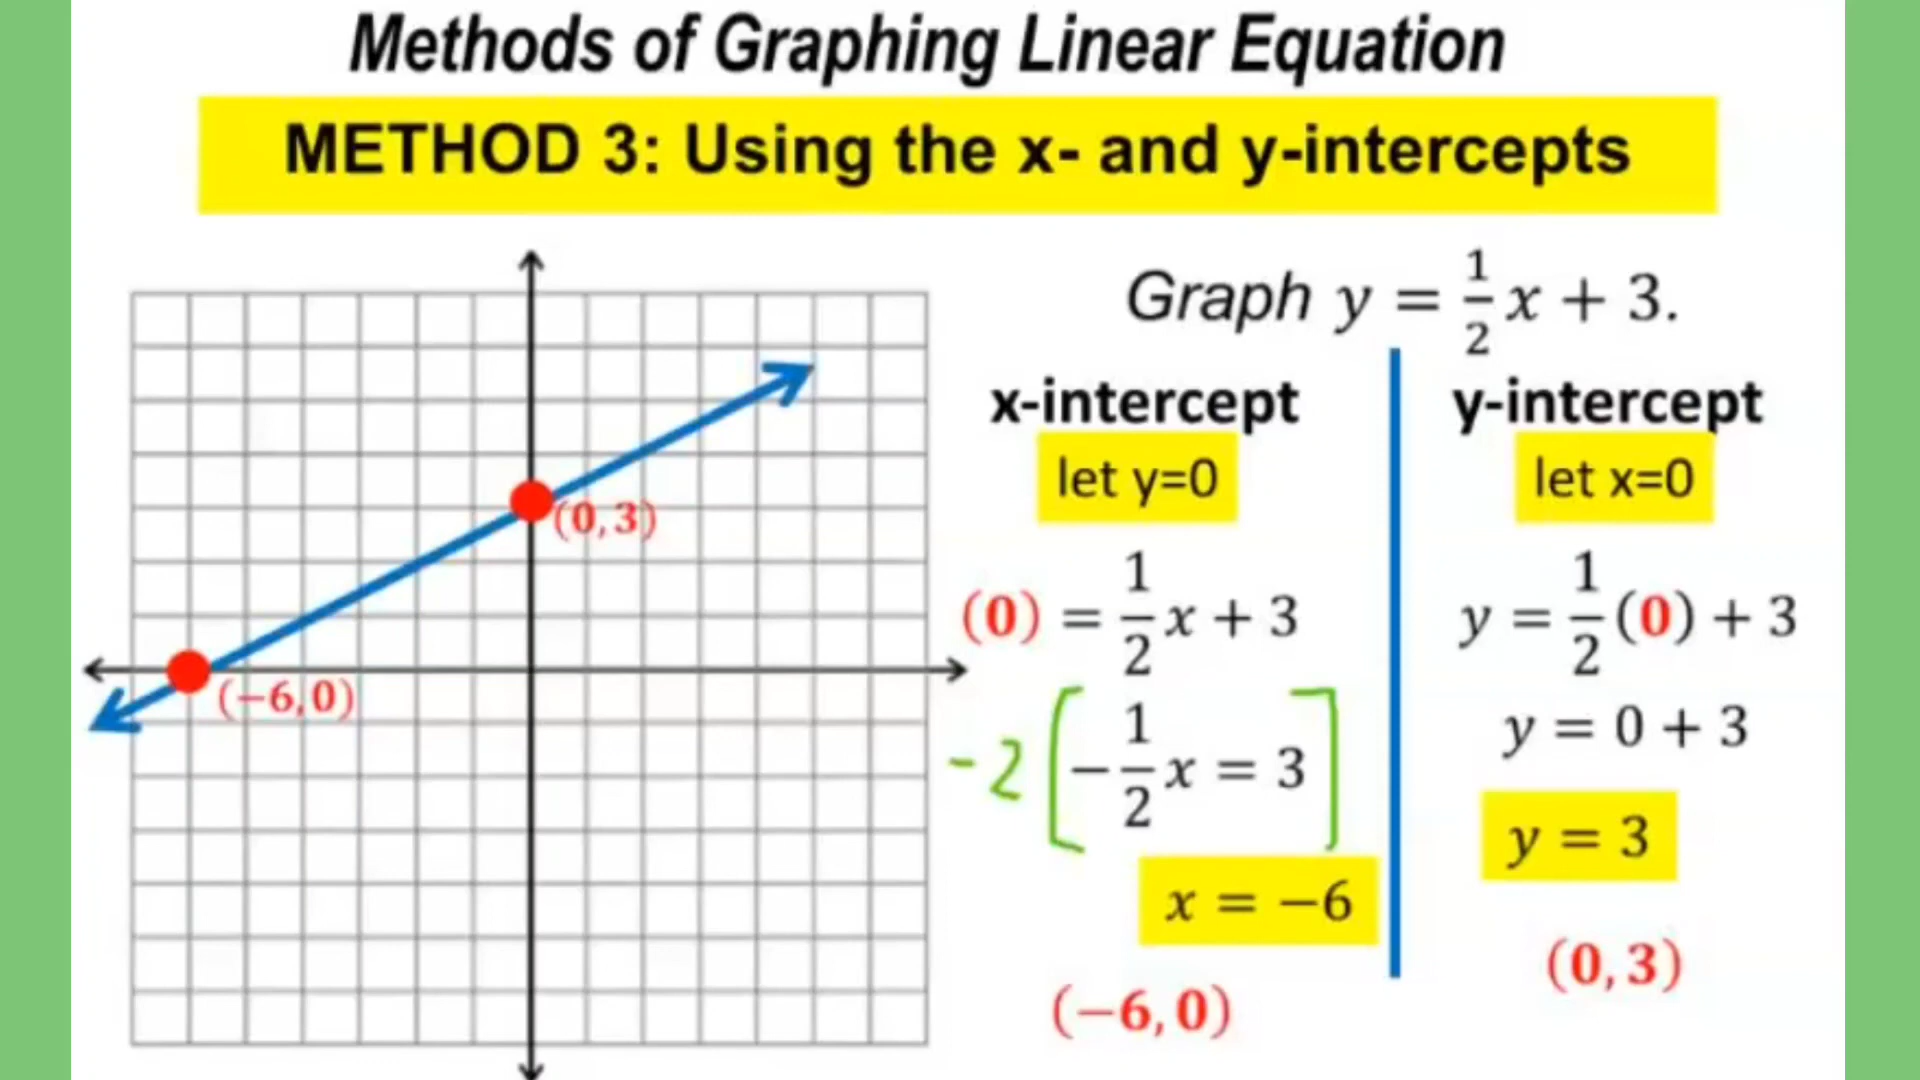 Methods of Graphing Linear Equation
METHOD 3: Using the x- and y-intercepts
Graph y = 1/2 x + 3.
x-intercept
let y=0
(0) = 1/2 x + 3
-2 [ − 1/2 x = 3 ]
x = −6
(−6, 0)
y-intercept
let x=0
y = 1/2 (0) + 3
y = 0 + 3
y = 3
(0, 3)
(0, 3)
(−6, 0)